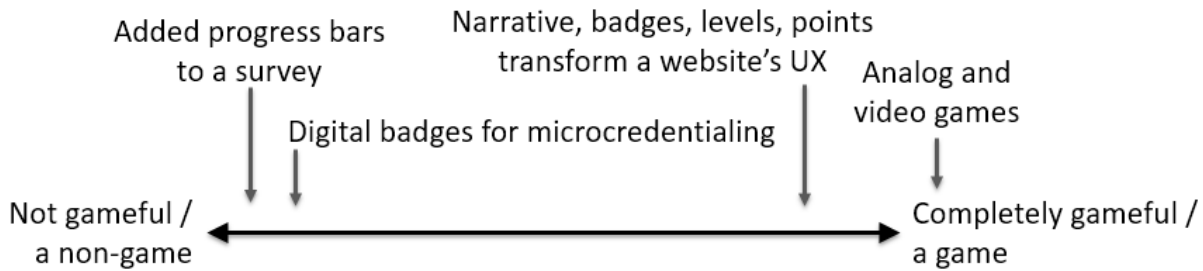 Added progress bars
to a survey
Narrative, badges, levels, points
transform a website's UX
Analog and
video games
Digital badges for microcredentialing
Not gameful /
a non-game
Completely gameful /
a game